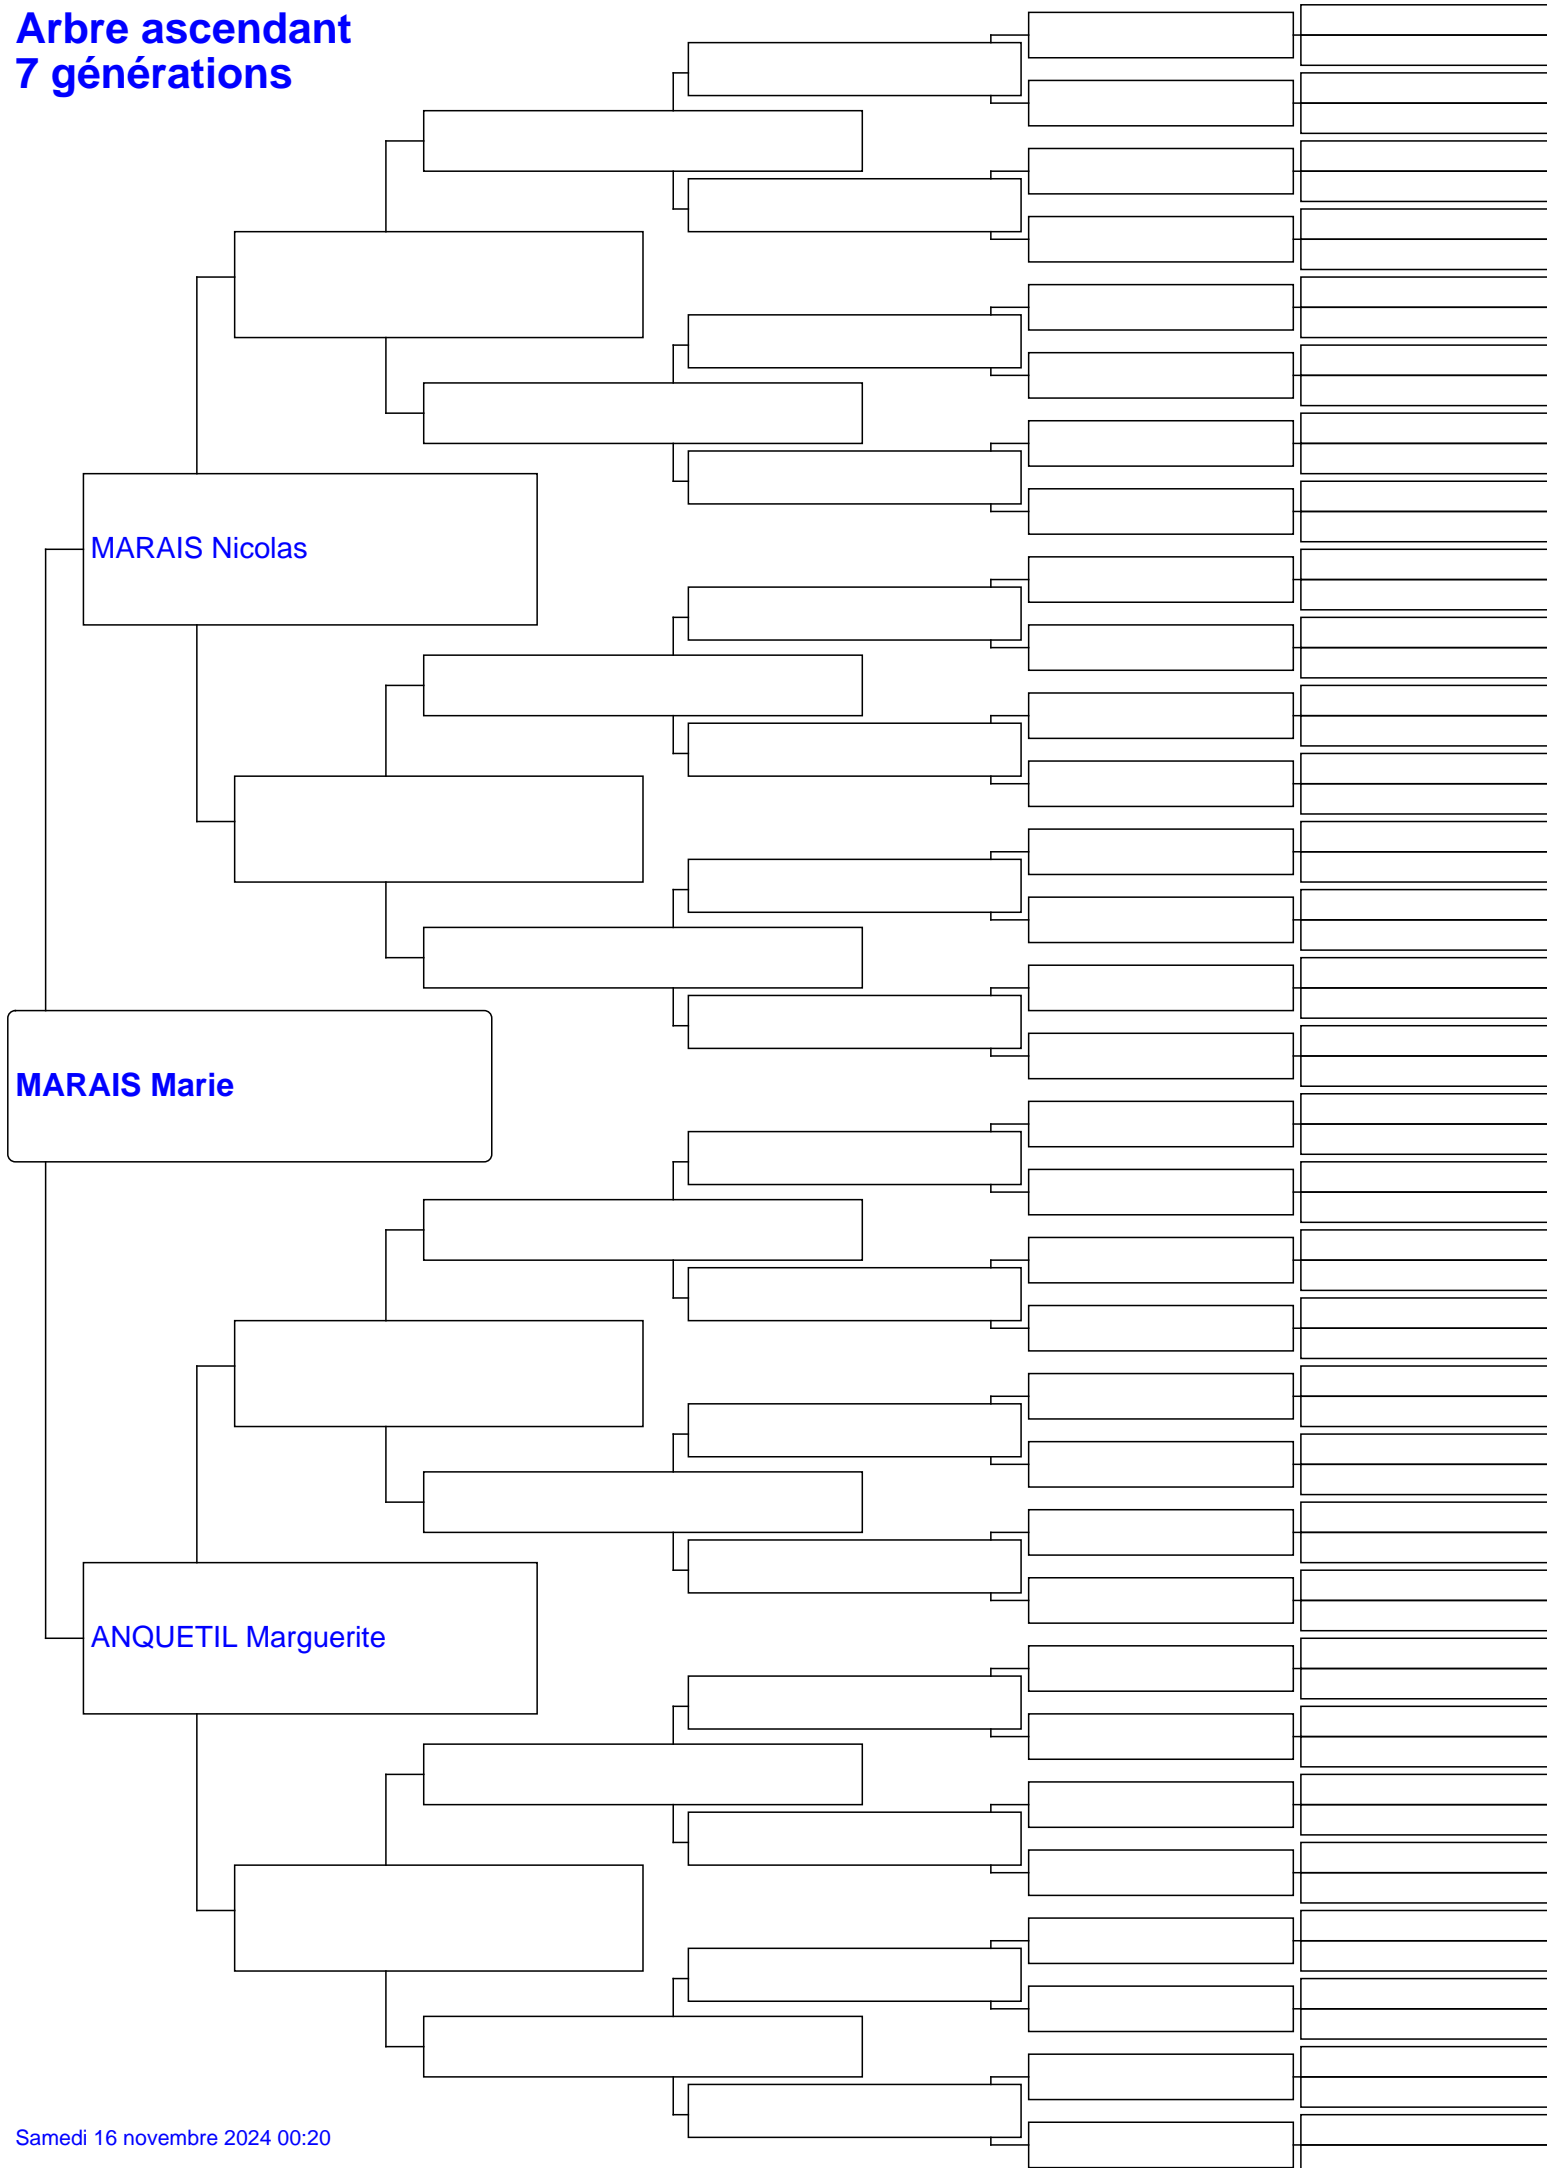 Arbre ascendant
7 générations
MARAIS Nicolas
MARAIS Marie
ANQUETIL Marguerite
Samedi 16 novembre 2024 00:20